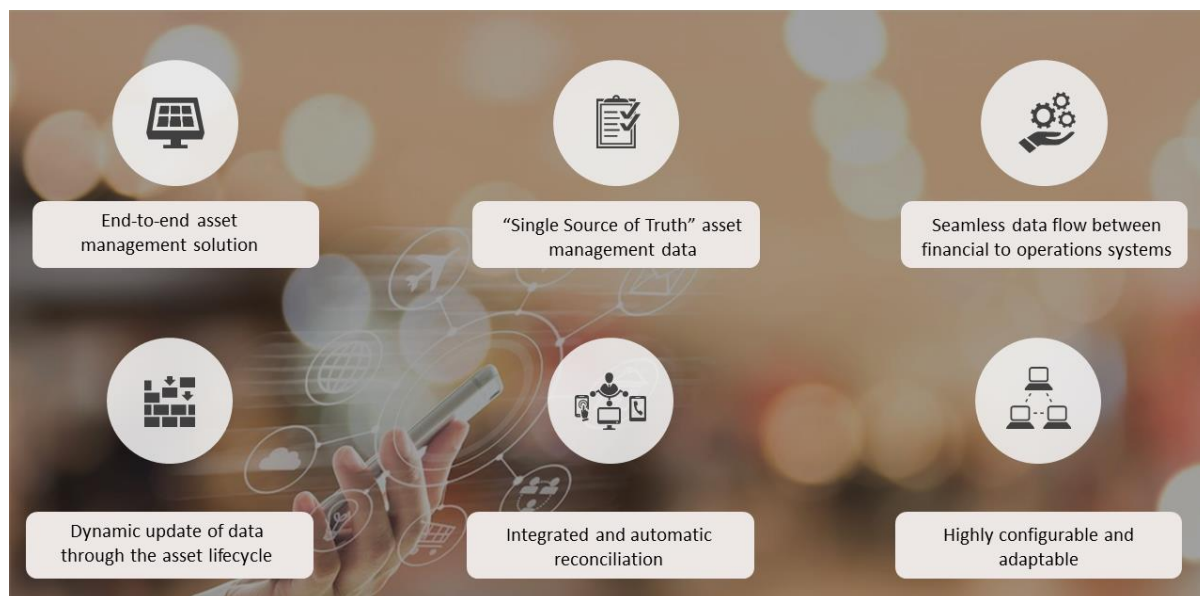 End-to-end asset
management solution
“Single Source of Truth” asset
management data
Seamless data flow between
financial to operations systems
Dynamic update of data
through the asset lifecycle
Integrated and automatic
reconciliation
Highly configurable and
adaptable